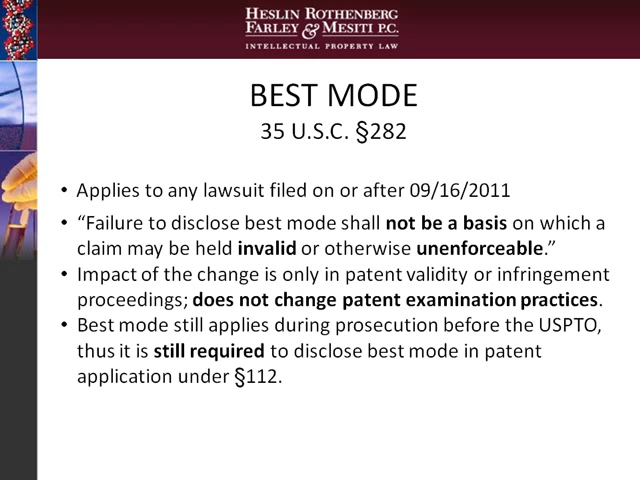 HESLIN ROTHENBERG
FARLEY & MESITI P.C.
INTELLECTUAL PROPERTY LAW
BEST MODE
35 U.S.C. §282
• Applies to any lawsuit filed on or after 09/16/2011
• “Failure to disclose best mode shall not be a basis on which a
claim may be held invalid or otherwise unenforceable.”
• Impact of the change is only in patent validity or infringement
proceedings; does not change patent examination practices.
• Best mode still applies during prosecution before the USPTO,
thus it is still required to disclose best mode in patent
application under §112.